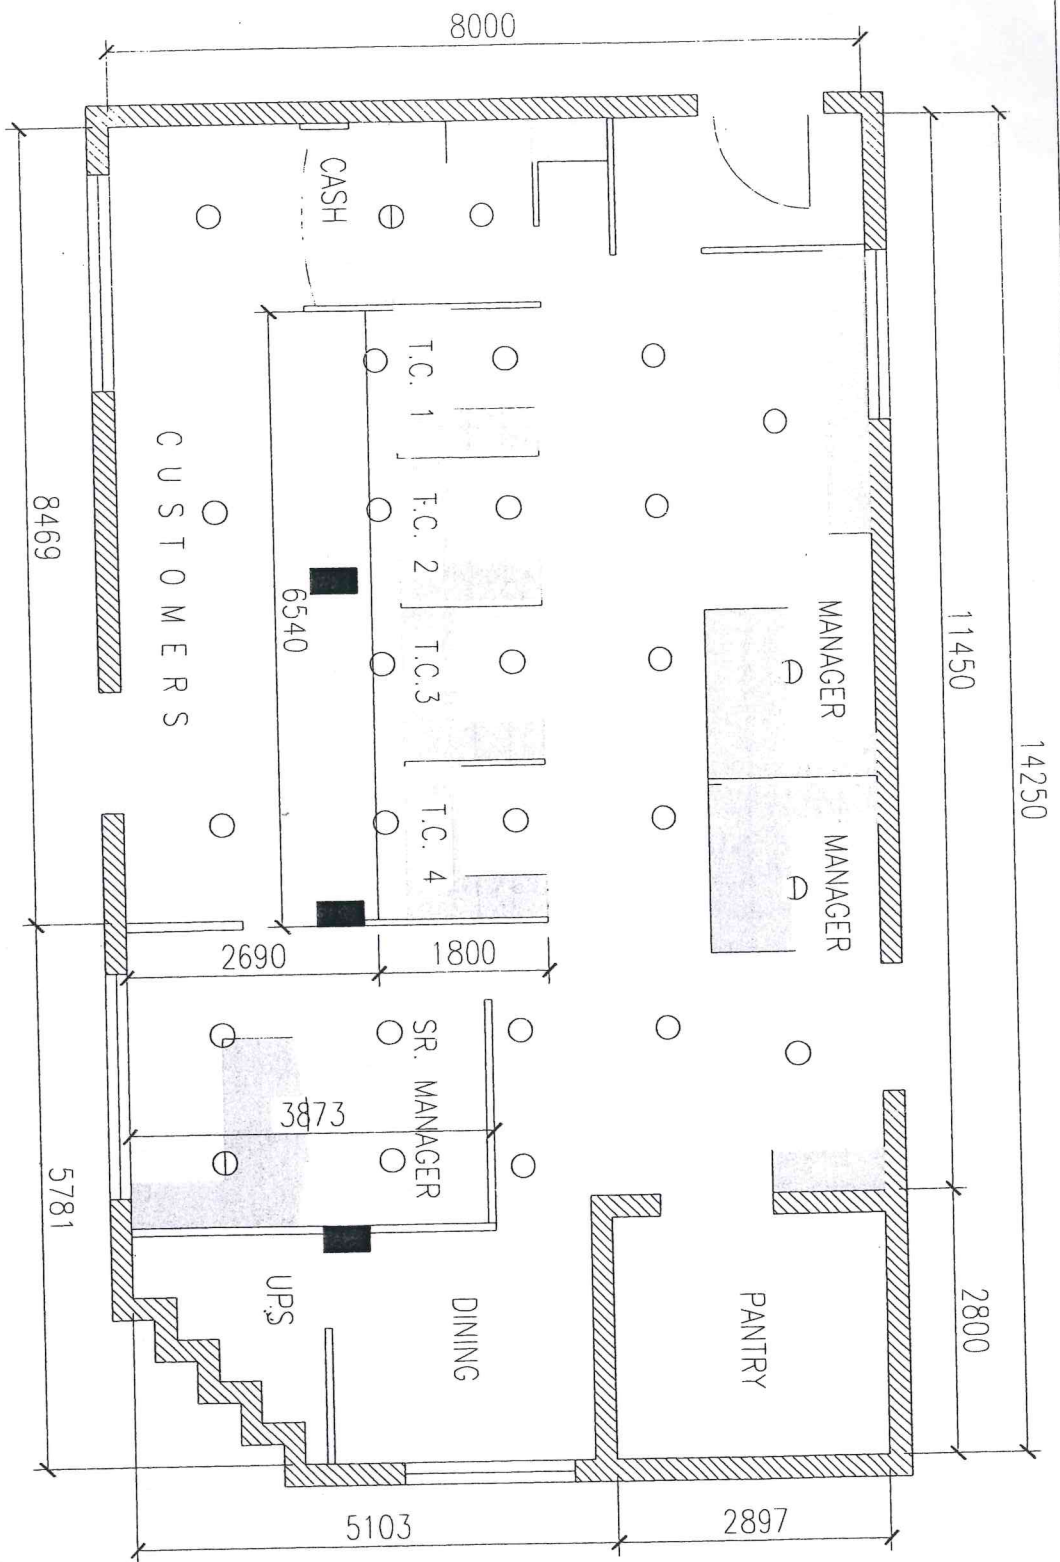 8000
CASH
T.C. 1
T.C. 2
T.C.3
T.C. 4
CUSTOMERS
6540
8469
MANAGER
MANAGER
11450
14250
2690
1800
SR. MANAGER
3873
5781
UPS
DINING
PANTRY
2800
5103
2897